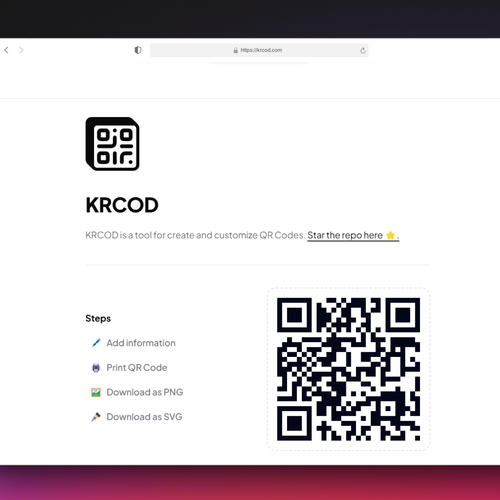 https://krcod.com
KRCOD
KRCOD is a tool for create and customize QR Codes. Star the repo here ⭐.
Steps
Add information
Print QR Code
Download as PNG
Download as SVG